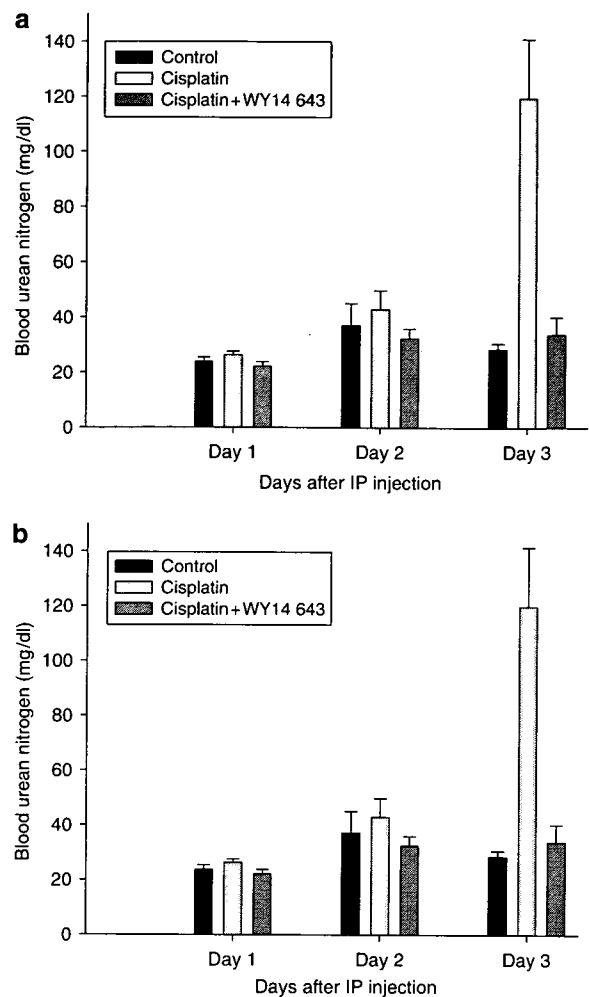 a
Blood urean nitrogen (mg/dl)
140
120
100
80
60
40
20
0
Control
Cisplatin
Cisplatin+WY14 643
Day 1 Day 2 Day 3
Days after IP injection
b
Blood urean nitrogen (mg/dl)
140
120
100
80
60
40
20
0
Control
Cisplatin
Cisplatin+WY14 643
Day 1 Day 2 Day 3
Days after IP injection